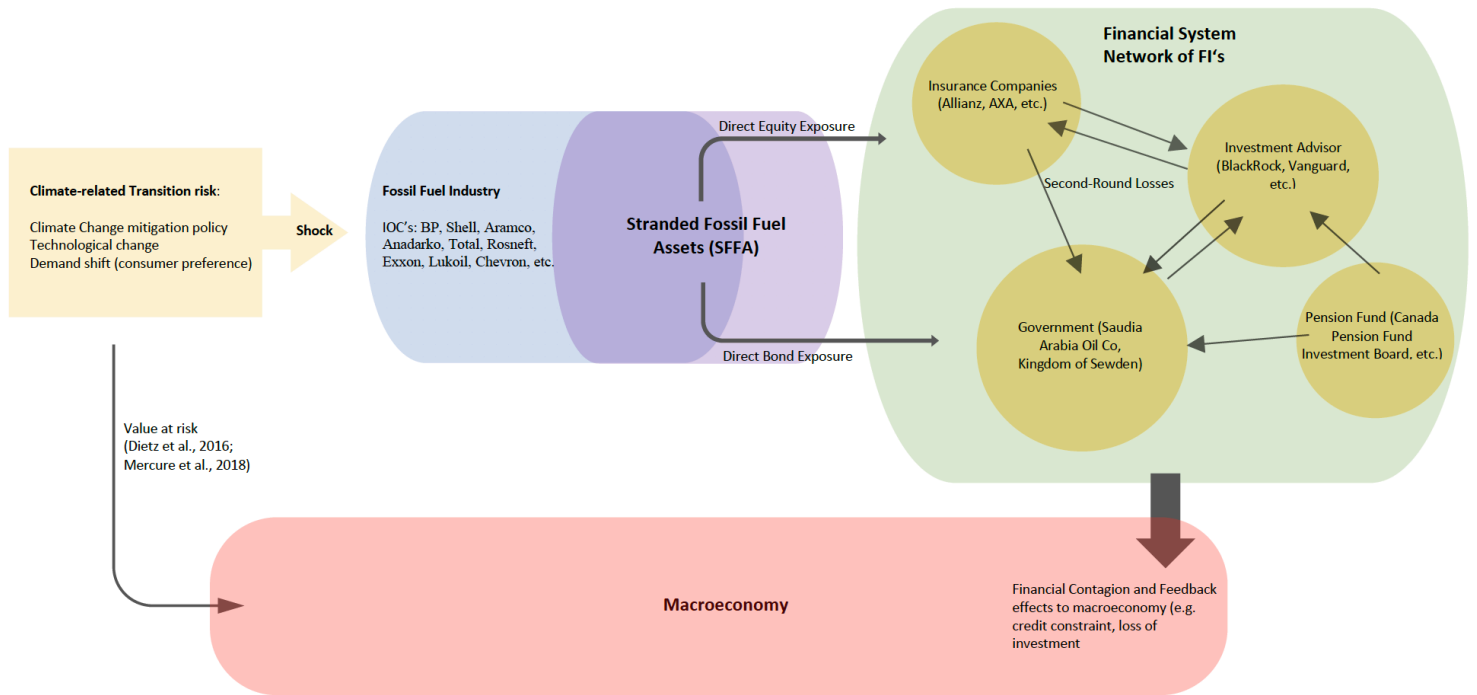 Climate-related Transition risk:
Climate Change mitigation policy
Technological change
Demand shift (consumer preference)
Shock
Fossil Fuel Industry
IOC's: BP, Shell, Aramco,
Anadarko, Total, Rosneft,
Exxon, Lukoil, Chevron, etc.
Stranded Fossil Fuel
Assets (SFFA)
Direct Equity Exposure
Direct Bond Exposure
Financial System
Network of FI's
Insurance Companies
(Allianz, AXA, etc.)
Investment Advisor
(BlackRock, Vanguard,
etc.)
Second-Round Losses
Government (Saudia
Arabia Oil Co,
Kingdom of Sewden)
Pension Fund (Canada
Pension Fund
Investment Board, etc.)
Value at risk
(Dietz et al., 2016;
Mercure et al., 2018)
Macroeconomy
Financial Contagion and Feedback
effects to macroeconomy (e.g.
credit constraint, loss of
investment